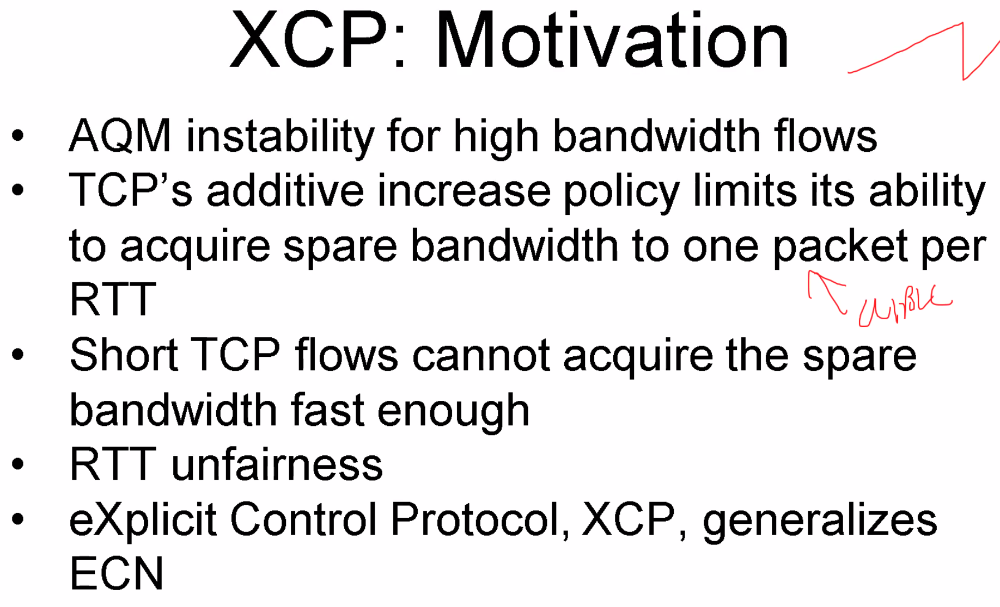 XCP: Motivation
• AQM instability for high bandwidth flows
• TCP’s additive increase policy limits its ability
to acquire spare bandwidth to one packet per
RTT
• Short TCP flows cannot acquire the spare
bandwidth fast enough
• RTT unfairness
• eXplicit Control Protocol, XCP, generalizes
ECN